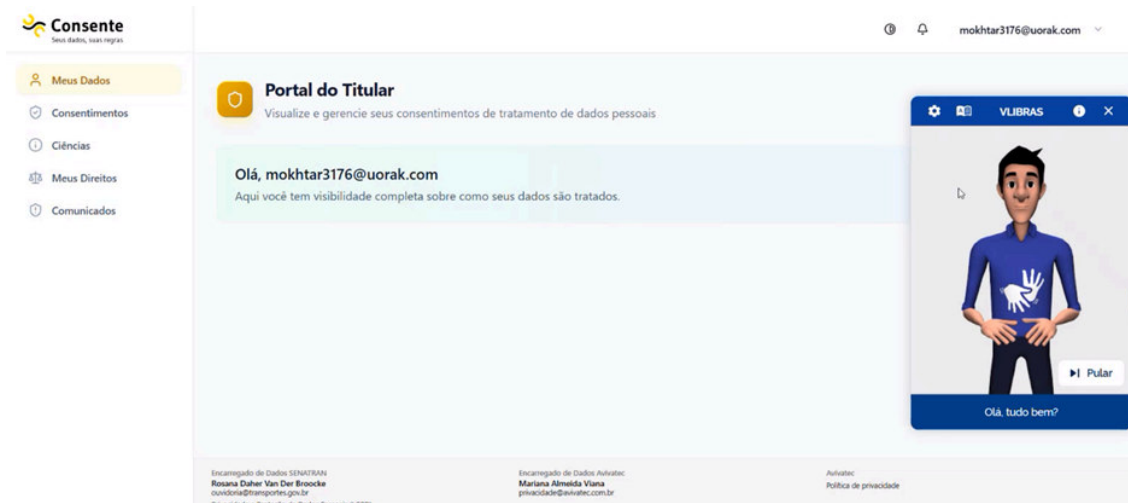 Consente
Seus dados, suas regras
mokhtar3176@uorak.com
Meus Dados
Consentimentos
Ciências
Meus Direitos
Comunicados
Portal do Titular
Visualize e gerencie seus consentimentos de tratamento de dados pessoais
Olá, mokhtar3176@uorak.com
Aqui você tem visibilidade completa sobre como seus dados são tratados.
VLIBRAS
Pular
Olá, tudo bem?
Encarregado de Dados SENATRAN
Rosana Daher Van Der Broocke
ouvidoria@transportes.gov.br
Encarregado de Dados Avivatec
Mariana Almeida Viana
privacidade@avivatec.com.br
Avivatec
Política de privacidade